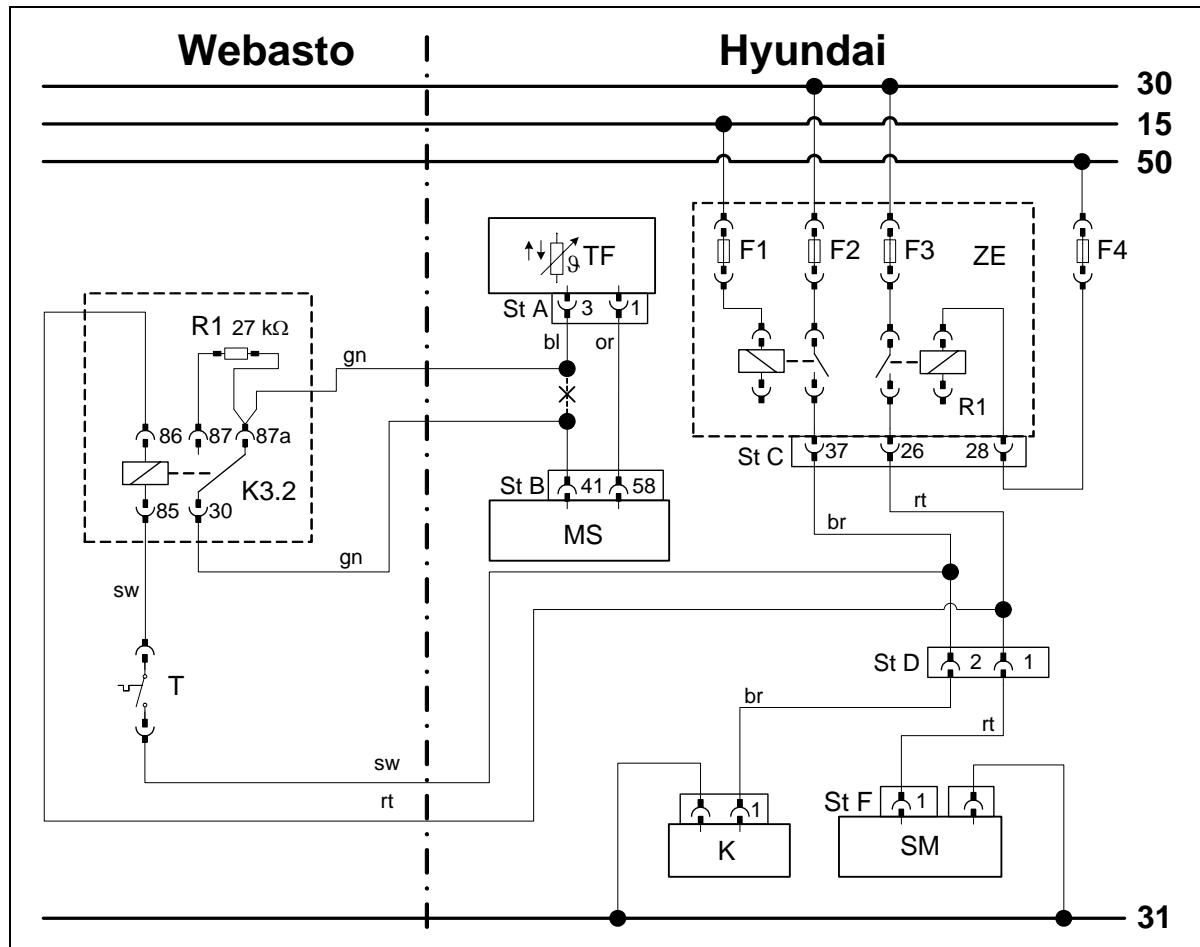 Webasto Hyundai
30
15
50
F1 F2 F3 ZE F4
TF
St A 3 1
R1 27 kΩ
gn
bl or
86 87 87a
R1
St C 37 26 28
K3.2
85 30
St B 41 58
MS
br
rt
gn
sw
St D 2 1
T
br
rt
sw
rt
St F 1
1
K
SM
31